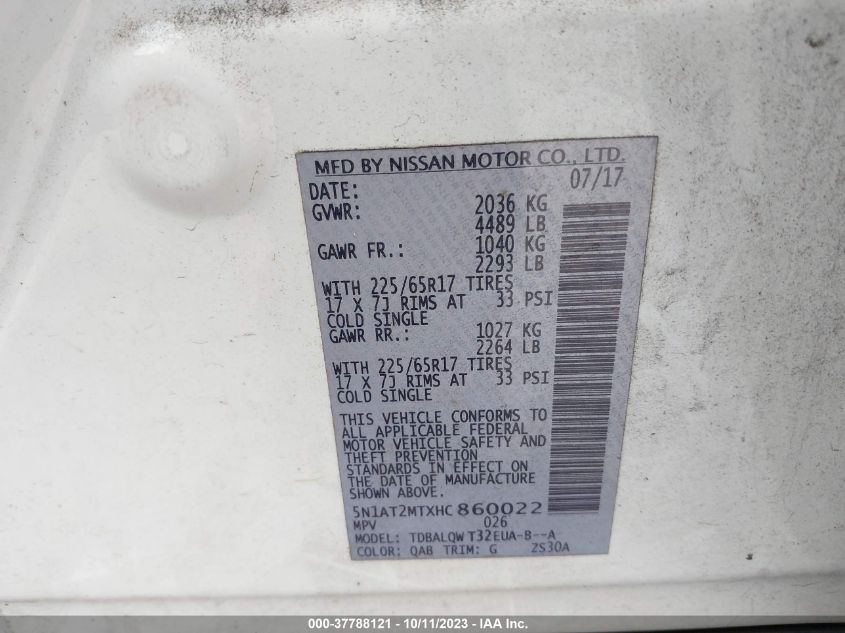 MFD BY NISSAN MOTOR CO., LTD.
DATE: 07/17
GVWR: 2036 KG
4489 LB
GAWR FR.: 1040 KG
2293 LB
WITH 225/65R17 TIRES
17 X 7J RIMS AT 33 PSI
COLD SINGLE
GAWR RR.: 1027 KG
2264 LB
WITH 225/65R17 TIRES
17 X 7J RIMS AT 33 PSI
COLD SINGLE
THIS VEHICLE CONFORMS TO
ALL APPLICABLE FEDERAL
MOTOR VEHICLE SAFETY AND
THEFT PREVENTION
STANDARDS IN EFFECT ON
THE DATE OF MANUFACTURE
SHOWN ABOVE.
5N1AT2MTXHC860022
MPV 026
MODEL: TDBALQW T32EUA-B--A
COLOR: QAB TRIM: G ZS30A
000-37788121 - 10/11/2023 - IAA Inc.